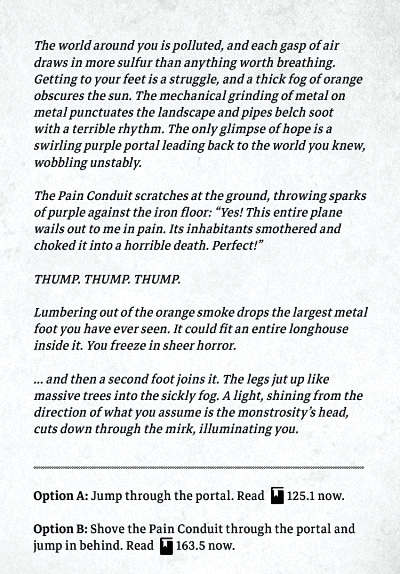 The world around you is polluted, and each gasp of air
draws in more sulfur than anything worth breathing.
Getting to your feet is a struggle, and a thick fog of orange
obscures the sun. The mechanical grinding of metal on
metal punctuates the landscape and pipes belch soot
with a terrible rhythm. The only glimpse of hope is a
swirling purple portal leading back to the world you knew,
wobbling unstably.
The Pain Conduit scratches at the ground, throwing sparks
of purple against the iron floor: “Yes! This entire plane
wails out to me in pain. Its inhabitants smothered and
choked it into a horrible death. Perfect!”
THUMP. THUMP. THUMP.
Lumbering out of the orange smoke drops the largest metal
foot you have ever seen. It could fit an entire longhouse
inside it. You freeze in sheer horror.
... and then a second foot joins it. The legs jut up like
massive trees into the sickly fog. A light, shining from the
direction of what you assume is the monstrosity’s head,
cuts down through the mirk, illuminating you.
Option A: Jump through the portal. Read 125.1 now.
Option B: Shove the Pain Conduit through the portal and
jump in behind. Read 163.5 now.